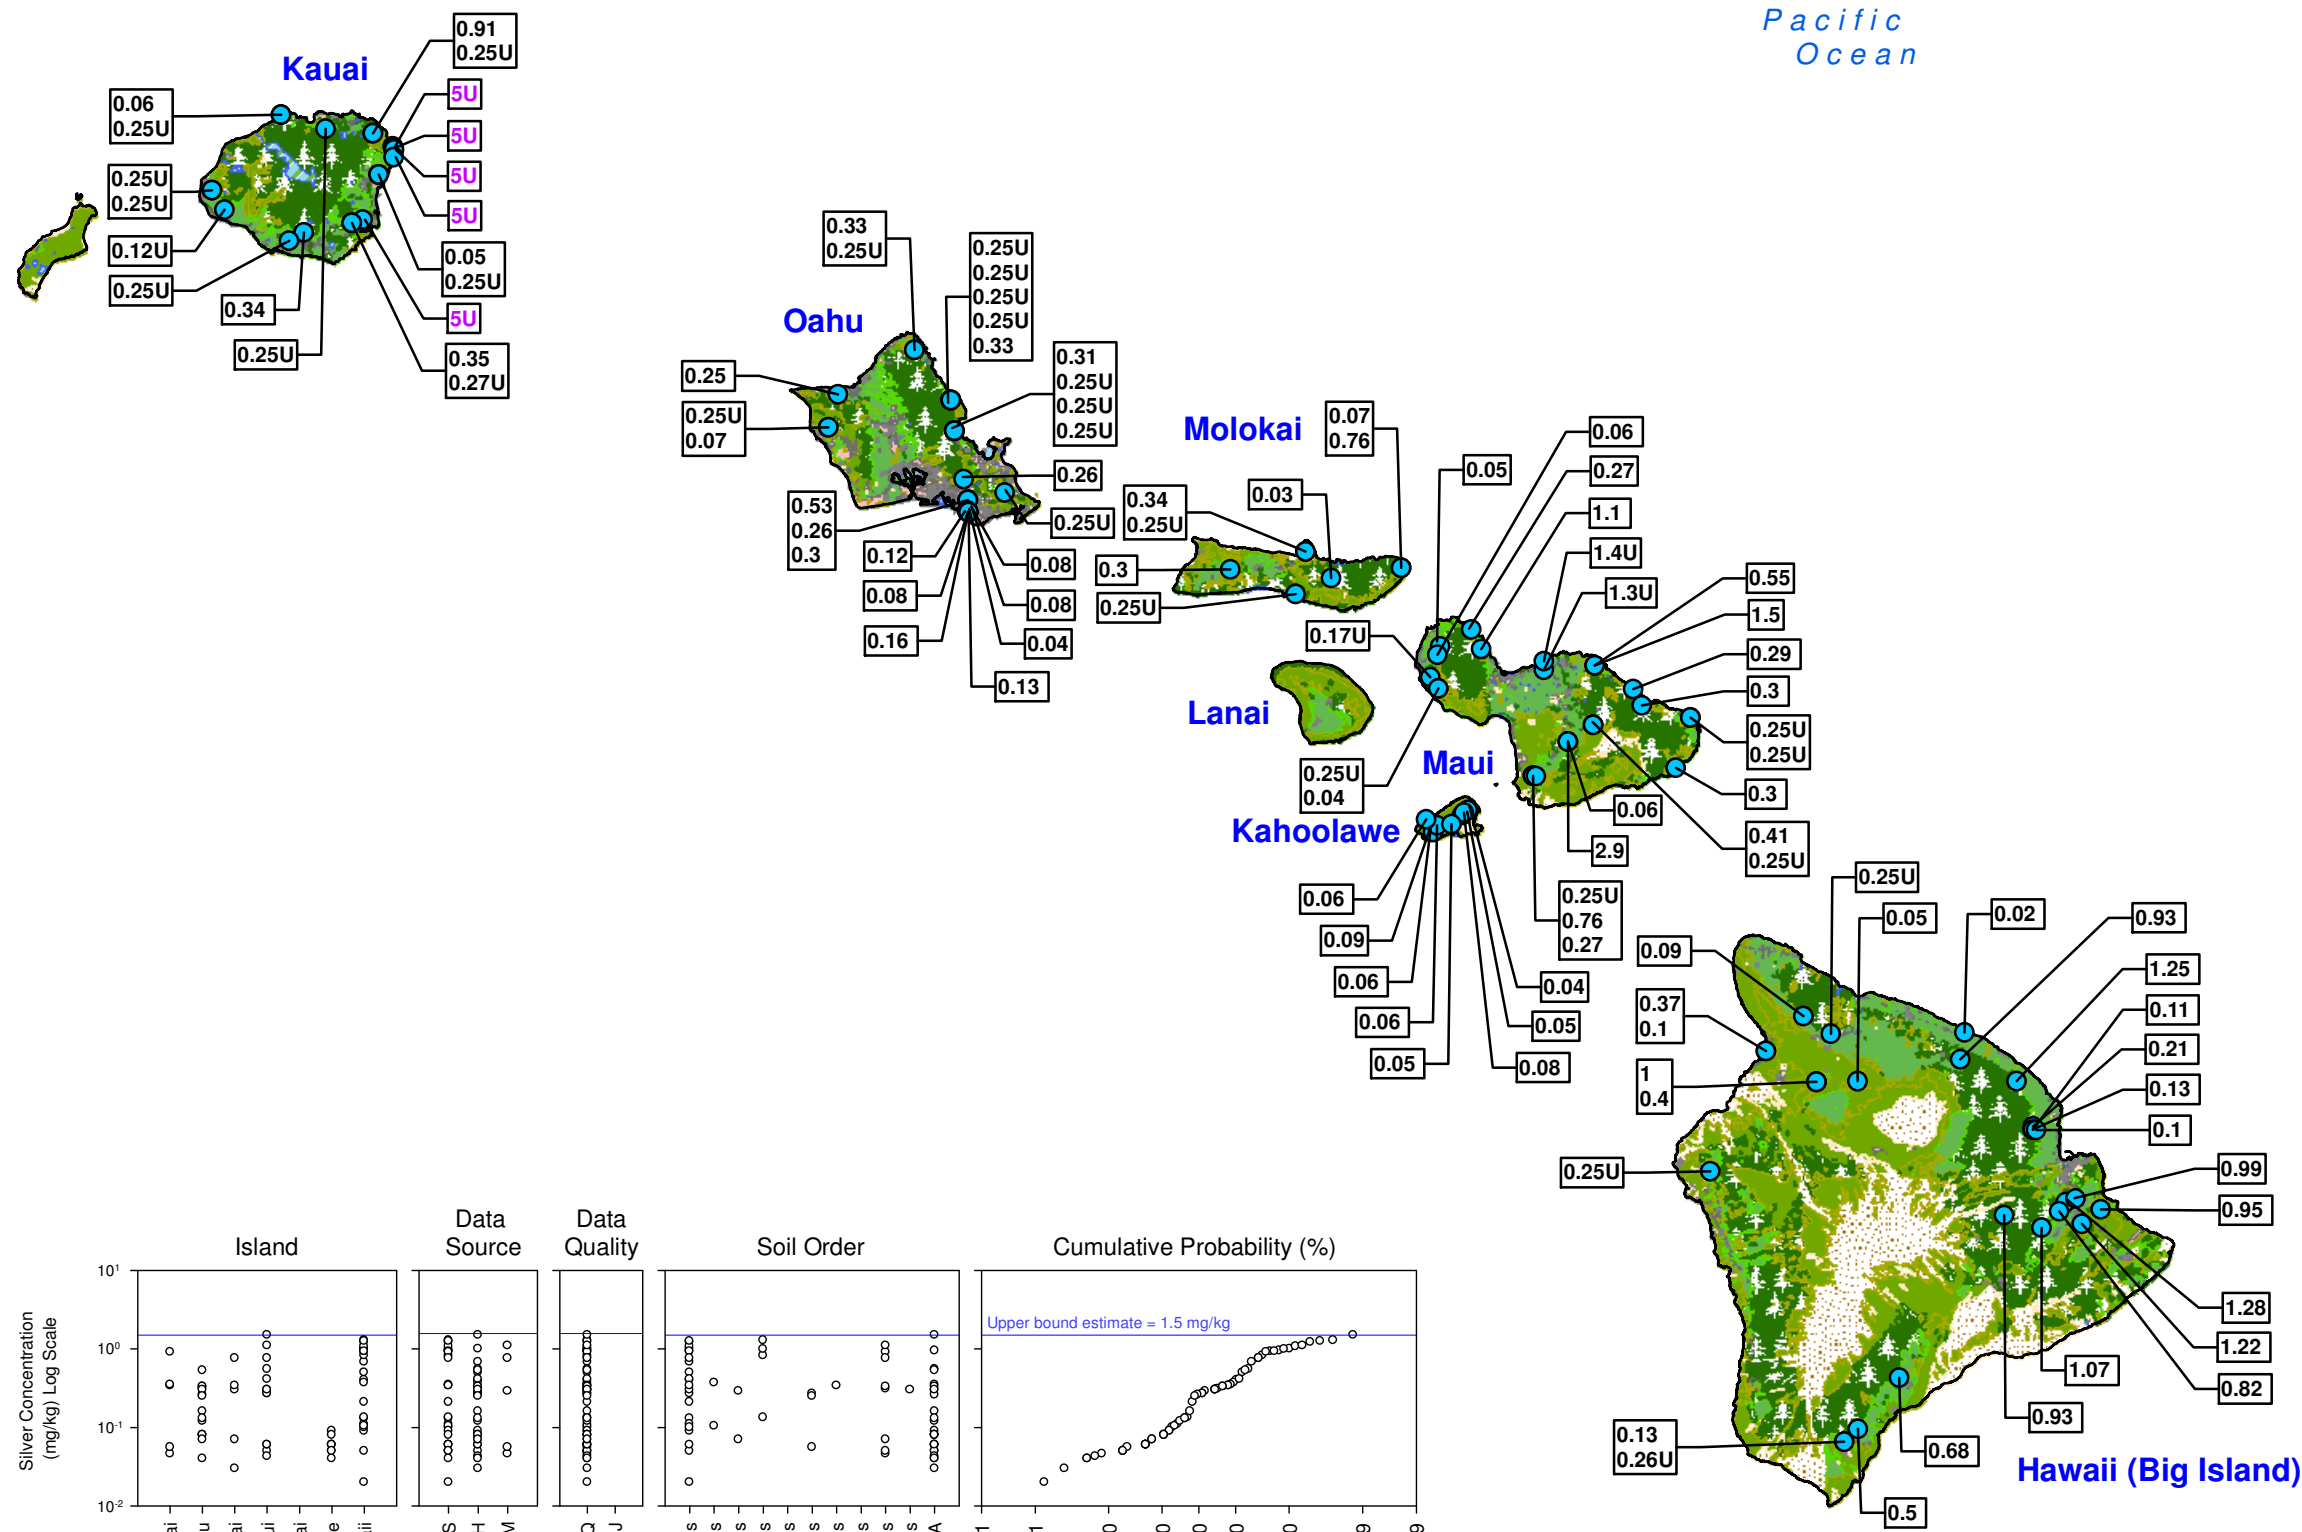 Pacific
Ocean
Kauai
0.91
0.25U
5U
5U
5U
5U
0.06
0.25U
0.25U
0.25U
0.12U
0.25U
0.34
0.25U
0.05
0.25U
5U
0.35
0.27U
Oahu
0.33
0.25U
0.25U
0.25U
0.25U
0.25U
0.33
0.31
0.25U
0.25U
0.25U
0.25
0.25U
0.07
0.26
0.25U
0.53
0.26
0.3
0.12
0.08
0.16
0.08
0.08
0.04
0.13
Molokai
0.07
0.76
0.03
0.34
0.25U
0.3
0.25U
Lanai
Maui
0.05
0.06
0.27
1.1
1.4U
1.3U
0.55
1.5
0.29
0.3
0.25U
0.25U
0.3
0.17U
0.25U
0.04
0.06
2.9
0.41
0.25U
0.25U
0.76
0.27
Kahoolawe
0.06
0.09
0.06
0.06
0.05
0.04
0.05
0.08
0.25U
0.05
0.02
0.93
0.09
0.37
0.1
1
0.4
0.25U
1.25
0.11
0.21
0.13
0.1
0.99
0.95
1.28
1.22
0.82
1.07
0.93
0.68
0.5
0.13
0.26U
Hawaii (Big Island)
Island
Data
Source
Data
Quality
Soil Order
Cumulative Probability (%)
Silver Concentration
(mg/kg) Log Scale
10¹
10⁰
10⁻¹
10⁻²
Upper bound estimate = 1.5 mg/kg